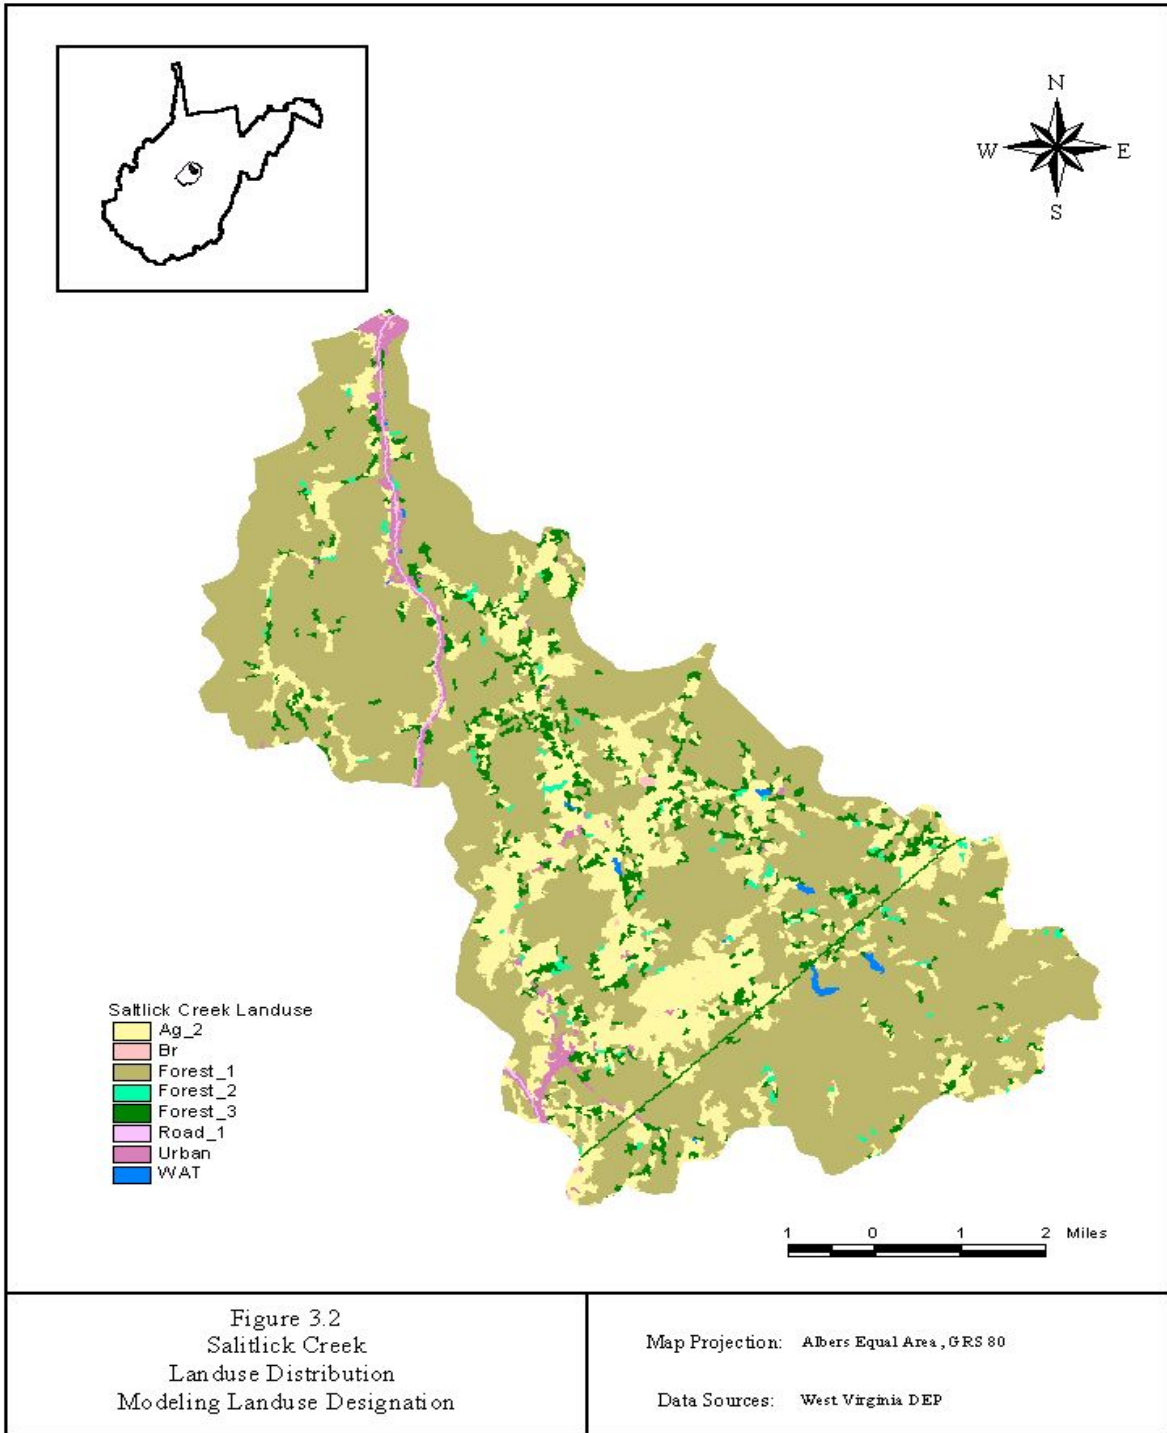 N
W E
S
Saltlick Creek Landuse
Ag_2
Br
Forest_1
Forest_2
Forest_3
Road_1
Urban
WAT
1 0 1 2 Miles
Figure 3.2
Salitlick Creek
Landuse Distribution
Modeling Landuse Designation
Map Projection: Albers Equal Area, GRS 80
Data Sources: West Virginia DEP